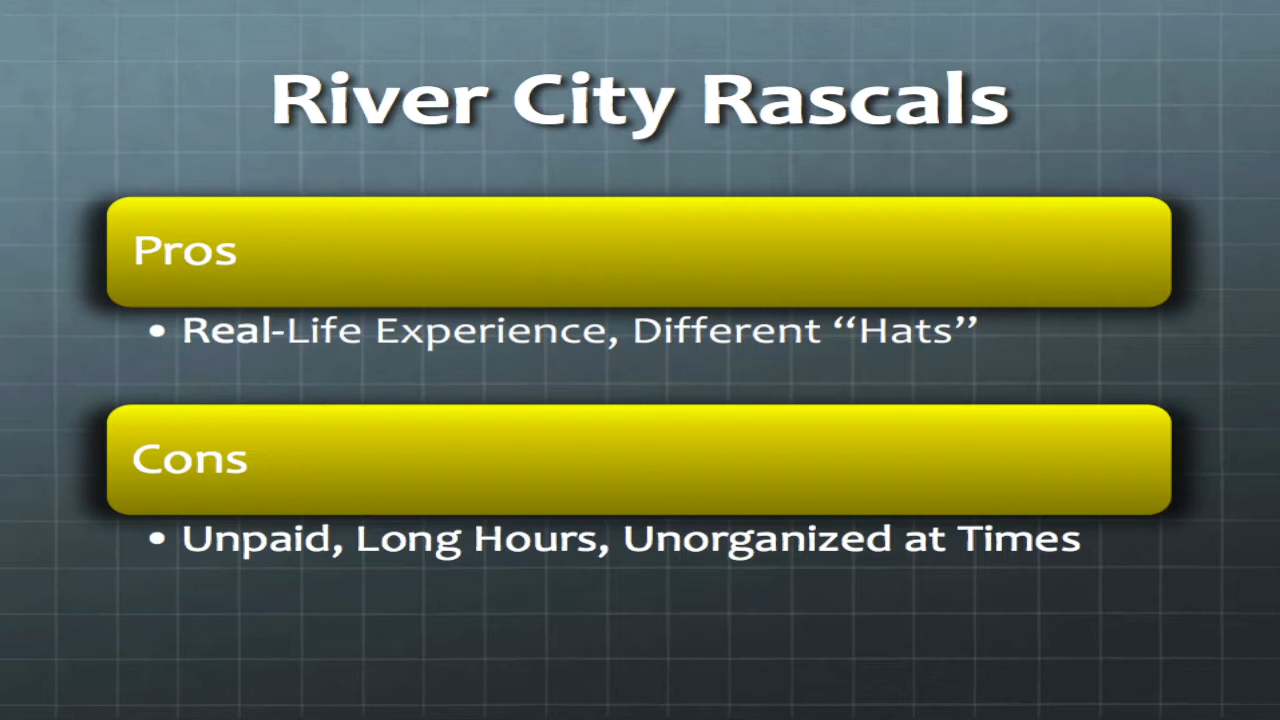 River City Rascals
Pros
• Real-Life Experience, Different “Hats”
Cons
• Unpaid, Long Hours, Unorganized at Times